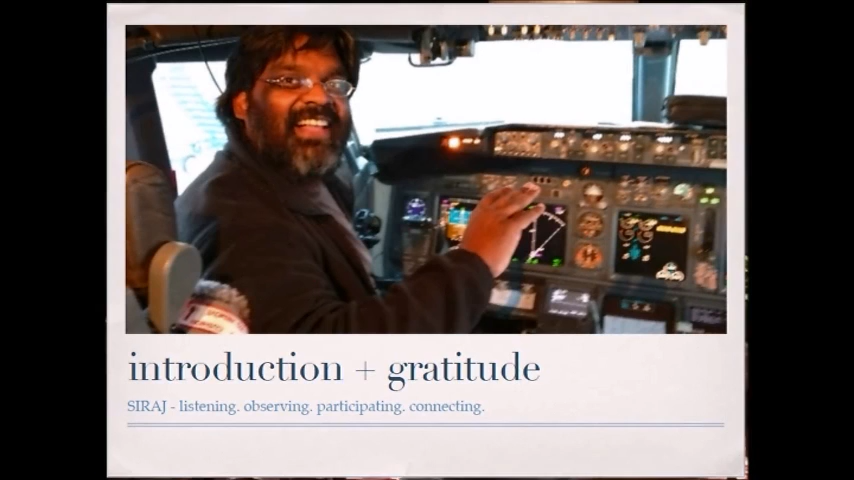 introduction + gratitude
SIRAJ - listening. observing. participating. connecting.